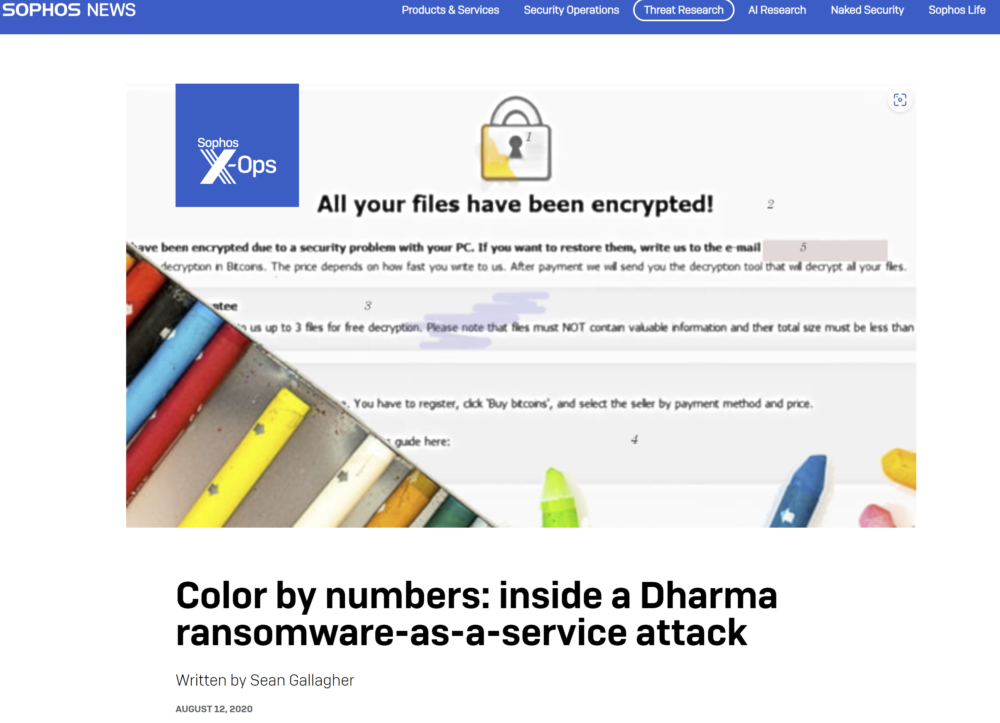 SOPHOS NEWS
Products & Services
Security Operations
Threat Research
AI Research
Naked Security
Sophos Life
Sophos
X-Ops
1
All your files have been encrypted!
2
have been encrypted due to a security problem with your PC. If you want to restore them, write us to the e-mail
5
decryption in Bitcoins. The price depends on how fast you write to us. After payment we will send you the decryption tool that will decrypt all your files.
ntee
3
us up to 3 files for free decryption. Please note that files must NOT contain valuable information and their total size must be less than
. You have to register, click 'Buy bitcoins', and select the seller by payment method and price.
guide here:
4
Color by numbers: inside a Dharma
ransomware-as-a-service attack
Written by Sean Gallagher
AUGUST 12, 2020